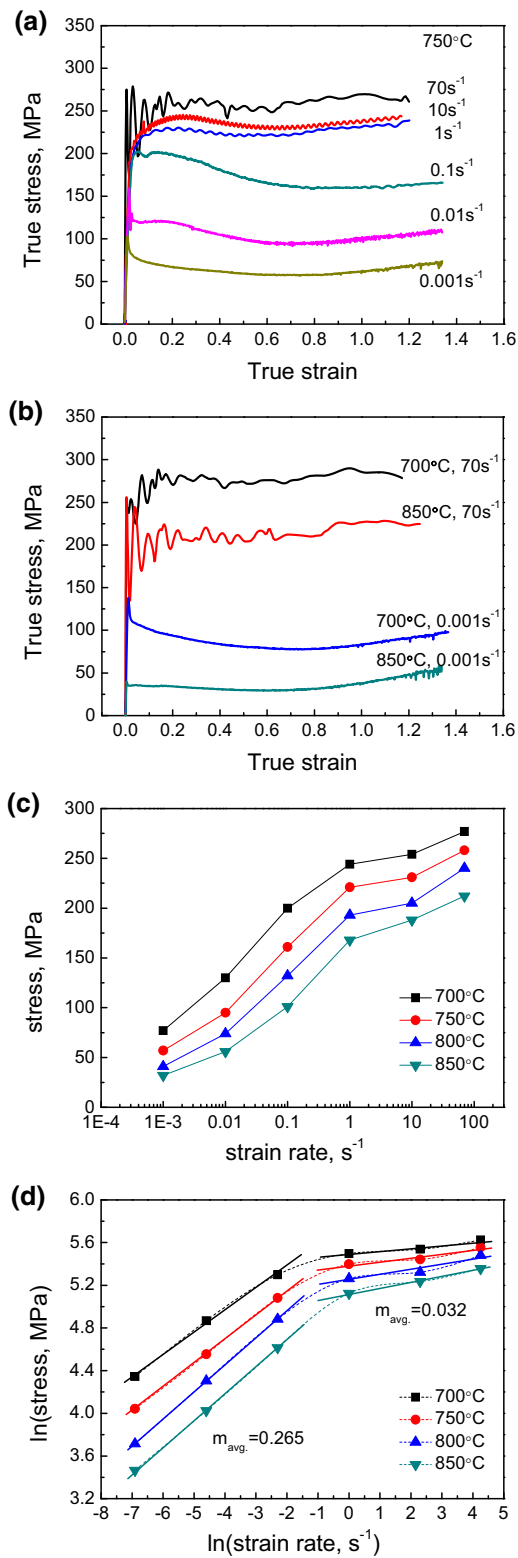 (a)
750°C
350
300
250
200
150
100
50
0
70s⁻¹
10s⁻¹
1s⁻¹
0.1s⁻¹
0.01s⁻¹
0.001s⁻¹
True stress, MPa
0.0 0.2 0.4 0.6 0.8 1.0 1.2 1.4 1.6
True strain
(b)
350
300
250
200
150
100
50
0
700°C, 70s⁻¹
850°C, 70s⁻¹
700°C, 0.001s⁻¹
850°C, 0.001s⁻¹
True stress, MPa
0.0 0.2 0.4 0.6 0.8 1.0 1.2 1.4 1.6
True strain
(c)
300
250
200
150
100
50
0
stress, MPa
700°C
750°C
800°C
850°C
1E-4 1E-3 0.01 0.1 1 10 100
strain rate, s⁻¹
(d)
6.0
5.6
5.2
4.8
4.4
4.0
3.6
3.2
ln(stress, MPa)
m avg.=0.032
m avg.=0.265
700°C
750°C
800°C
850°C
-8 -7 -6 -5 -4 -3 -2 -1 0 1 2 3 4 5
ln(strain rate, s⁻¹)